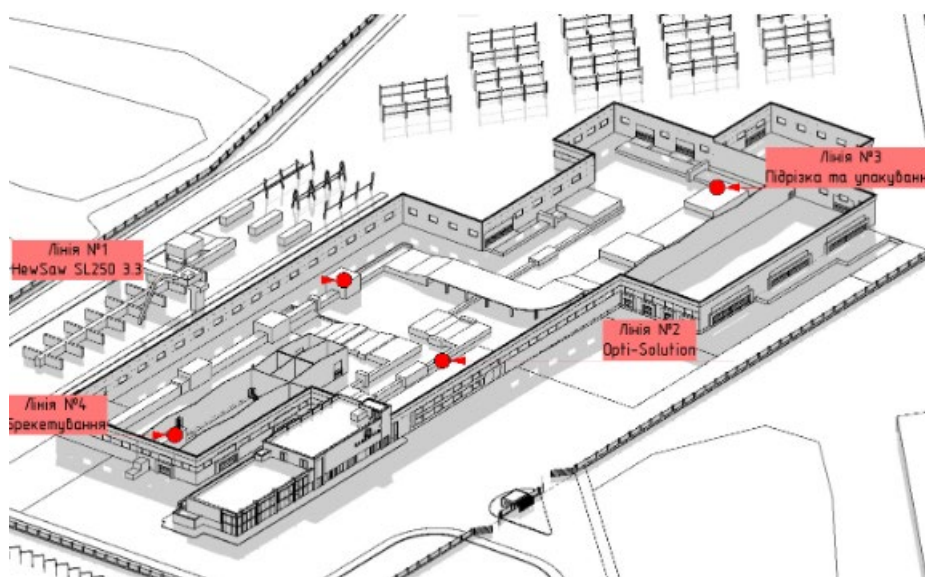 Лінія №1
HewSaw SL250 3.3
Лінія №3
Підрізка та упакуванн
Лінія №2
Opti-Solution
Лінія №4
Брекетування